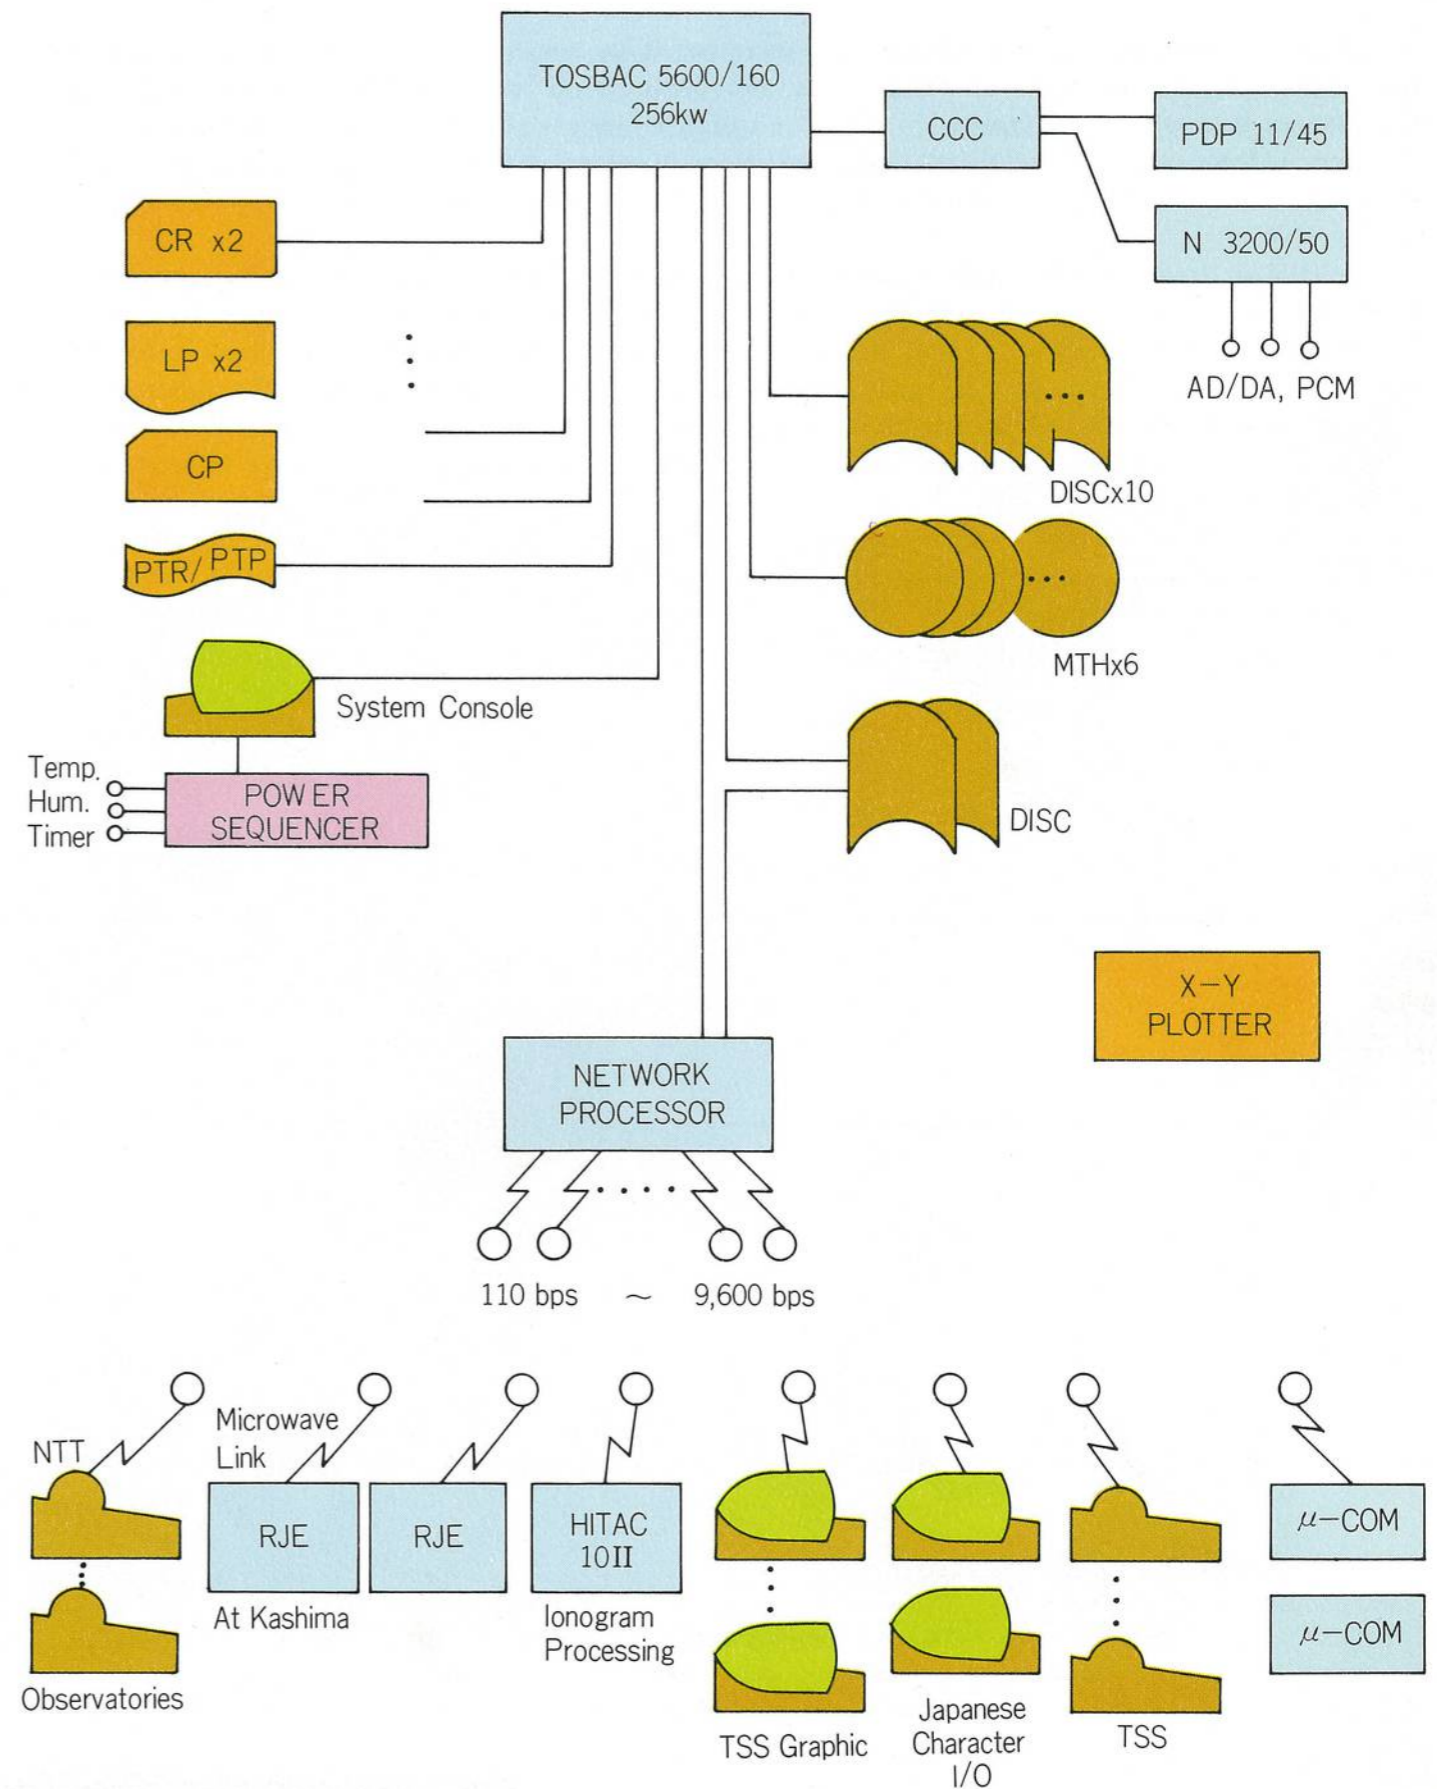 TOSBAC 5600/160
256kw
CCC
PDP 11/45
N 3200/50
AD/DA, PCM
CR x2
LP x2
CP
PTR/PTP
System Console
Temp.
Hum.
Timer
POWER
SEQUENCER
DISCx10
MTHx6
DISC
X-Y
PLOTTER
NETWORK
PROCESSOR
110 bps ~ 9,600 bps
NTT
Observatories
Microwave
Link
RJE
At Kashima
RJE
HITAC
10II
Ionogram
Processing
TSS Graphic
Japanese
Character
I/O
TSS
μ-COM
μ-COM